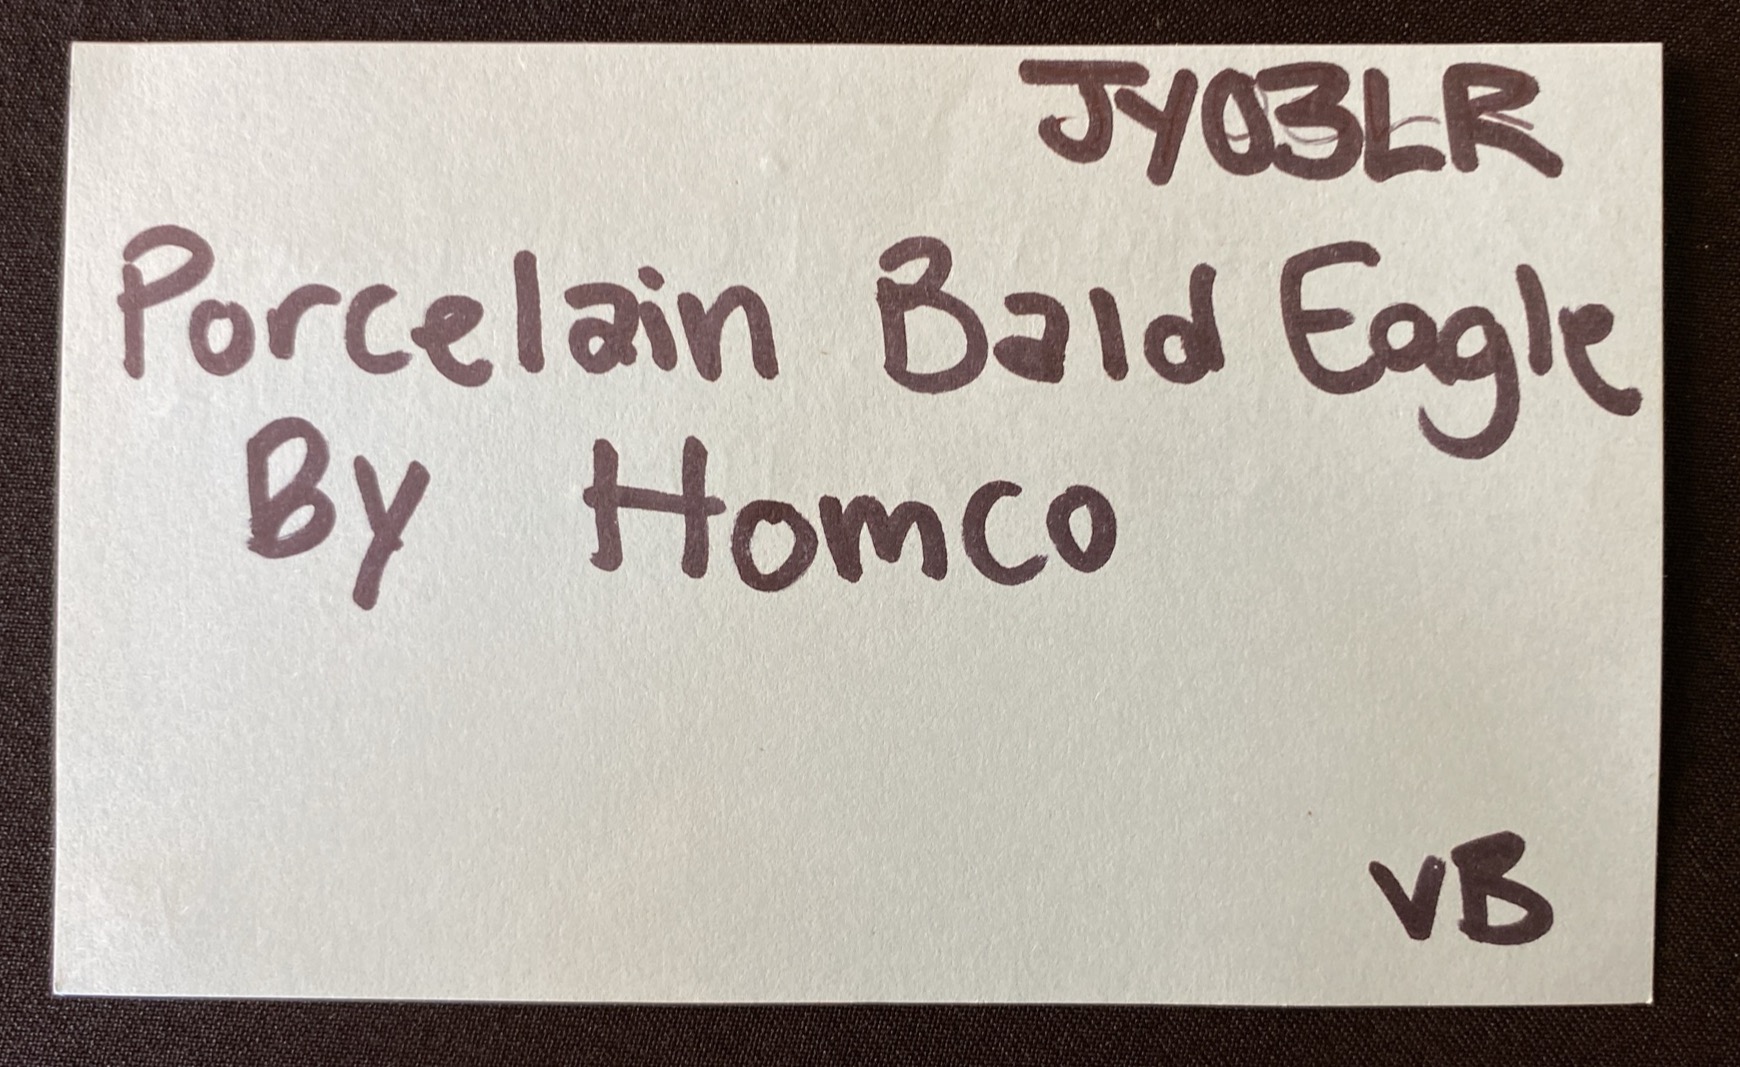 JY03LR
Porcelain Bald Eagle
By Homco
VB